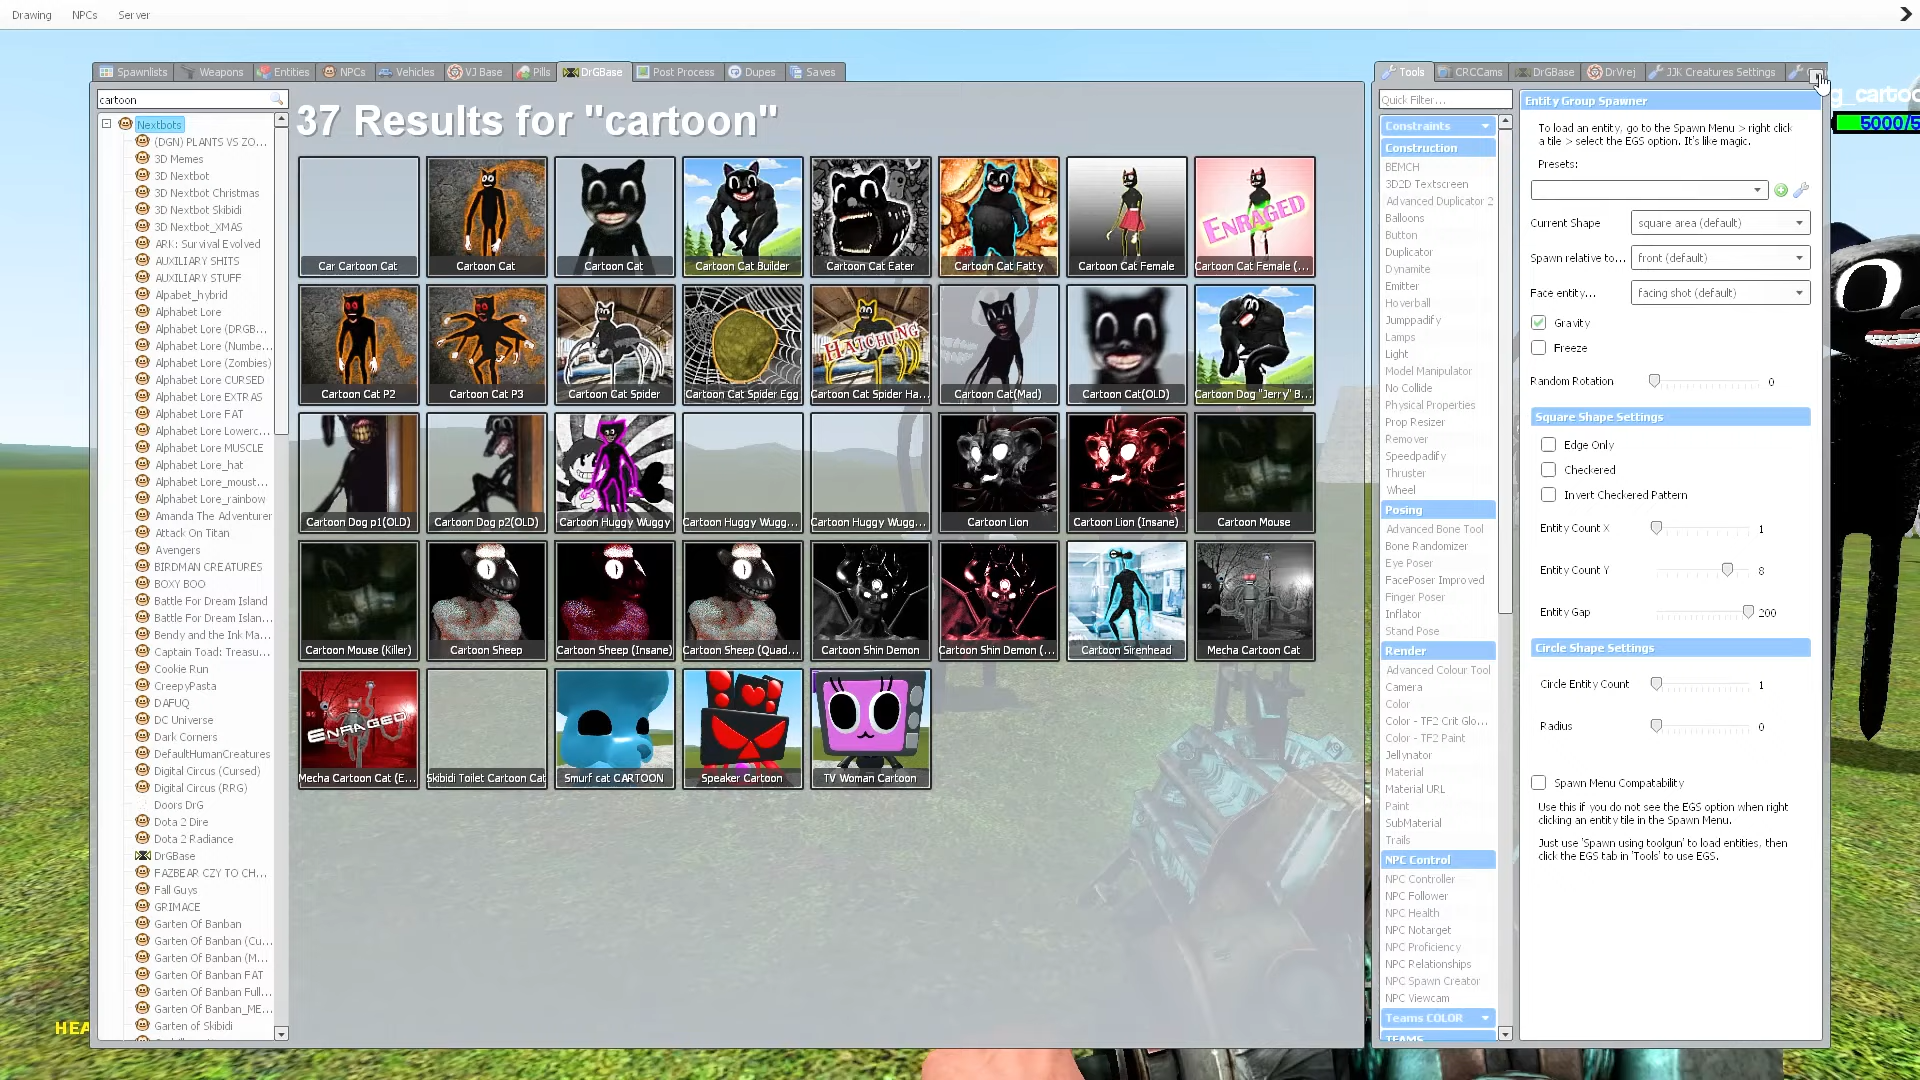 Drawing NPCs Server
Spawnlists Weapons Entities NPCs Vehicles VJ Base Pills DrGBase Post Process Dupes Saves
Tools CRCCams DrGBase DrVrej JJK Creatures Settings
cartoon
37 Results for "cartoon"
Nextbots
(DGN) PLANTS VS ZO...
3D Memes
3D Nextbot
3D Nextbot Christmas
3D Nextbot Skibidi
3D Nextbot_XMAS
ARK: Survival Evolved
AUXILIARY SHITS
AUXILIARY STUFF
Alpabet_hybrid
Alphabet Lore
Alphabet Lore (DRGB...
Alphabet Lore (Numbe...
Alphabet Lore (Zombies)
Alphabet Lore CURSED
Alphabet Lore EXTRAS
Alphabet Lore FAT
Alphabet Lore Lowerc...
Alphabet Lore MUSCLE
Alphabet Lore_hat
Alphabet Lore_moust...
Alphabet Lore_rainbow
Amanda The Adventurer
Attack On Titan
Avengers
BIRDMAN CREATURES
BOXY BOO
Battle For Dream Island
Battle For Dream Islan...
Bendy and the Ink Ma...
Captain Toad: Treasu...
Cookie Run
CreepyPasta
DAFUQ
DC Universe
Dark Corners
DefaultHumanCreatures
Digital Circus (Cursed)
Digital Circus (RRG)
Doors DrG
Dota 2 Dire
Dota 2 Radiance
DrGBase
FAZBEAR CZY TO CH...
Fall Guys
GRIMACE
Garten Of Banban
Garten Of Banban (Cu...
Garten Of Banban (M...
Garten Of Banban FAT
Garten Of Banban Full...
Garten Of Banban_ME...
Garten of Skibidi
ENRAGED
Car Cartoon Cat Cartoon Cat Cartoon Cat Cartoon Cat Builder Cartoon Cat Eater Cartoon Cat Fatty Cartoon Cat Female Cartoon Cat Female (...
HATCHING
Cartoon Cat P2 Cartoon Cat P3 Cartoon Cat Spider Cartoon Cat Spider Egg Cartoon Cat Spider Ha... Cartoon Cat(Mad) Cartoon Cat(OLD) Cartoon Dog "Jerry" B...
Cartoon Dog p1(OLD) Cartoon Dog p2(OLD) Cartoon Huggy Wuggy Cartoon Huggy Wugg... Cartoon Huggy Wugg... Cartoon Lion Cartoon Lion (Insane) Cartoon Mouse
Cartoon Mouse (Killer) Cartoon Sheep Cartoon Sheep (Insane) Cartoon Sheep (Quad... Cartoon Shin Demon Cartoon Shin Demon (... Cartoon Sirenhead Mecha Cartoon Cat
ENRAGED
Mecha Cartoon Cat (E... Skibidi Toilet Cartoon Cat Smurf cat CARTOON Speaker Cartoon TV Woman Cartoon
Quick Filter...
Constraints
Construction
BEMCH
3D2D Textscreen
Advanced Duplicator 2
Balloons
Button
Duplicator
Dynamite
Emitter
Hoverball
Jumppadify
Lamps
Light
Model Manipulator
No Collide
Physical Properties
Prop Resizer
Remover
Speedpadify
Thruster
Wheel
Posing
Advanced Bone Tool
Bone Randomizer
Eye Poser
FacePoser Improved
Finger Poser
Inflator
Stand Pose
Render
Advanced Colour Tool
Camera
Color
Color - TF2 Crit Glo...
Color - TF2 Paint
Jellynator
Material
Material URL
Paint
SubMaterial
Trails
NPC Control
NPC Controller
NPC Follower
NPC Health
NPC Notarget
NPC Proficiency
NPC Relationships
NPC Spawn Creator
NPC Viewcam
Teams COLOR
TEAMS
Entity Group Spawner
To load an entity, go to the Spawn Menu > right click
a tile > select the EGS option. It's like magic.
Presets:
Current Shape square area (default)
Spawn relative to... front (default)
Face entity... facing shot (default)
Gravity
Freeze
Random Rotation 0
Square Shape Settings
Edge Only
Checkered
Invert Checkered Pattern
Entity Count X 1
Entity Count Y 8
Entity Gap 200
Circle Shape Settings
Circle Entity Count 1
Radius 0
Spawn Menu Compatability
Use this if you do not see the EGS option when right
clicking an entity tile in the Spawn Menu.
Just use 'Spawn using toolgun' to load entities, then
click the EGS tab in 'Tools' to use EGS.
g_cartoo
5000/5
HEA